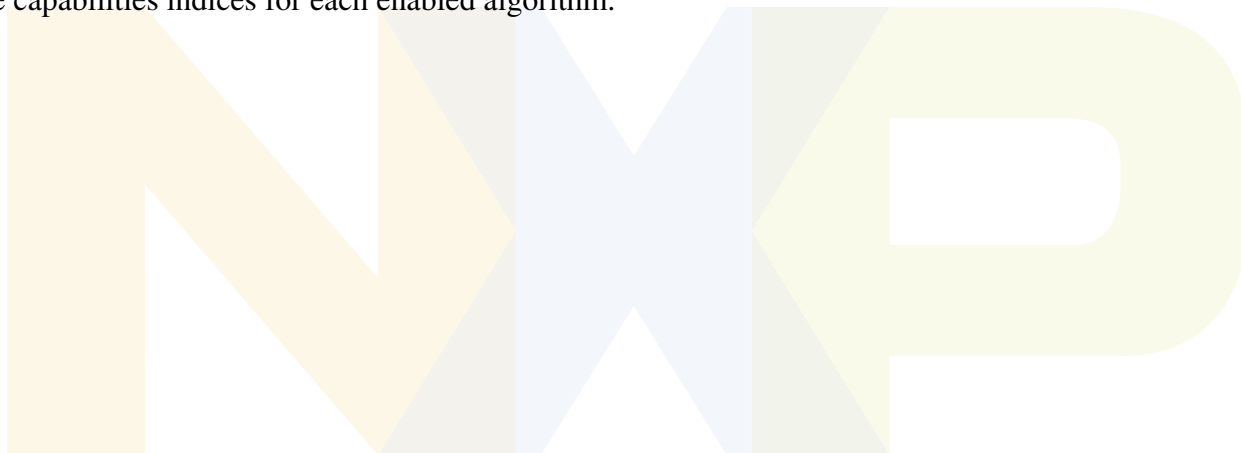 e capabilities indices for each enabled algorithm.
NXP